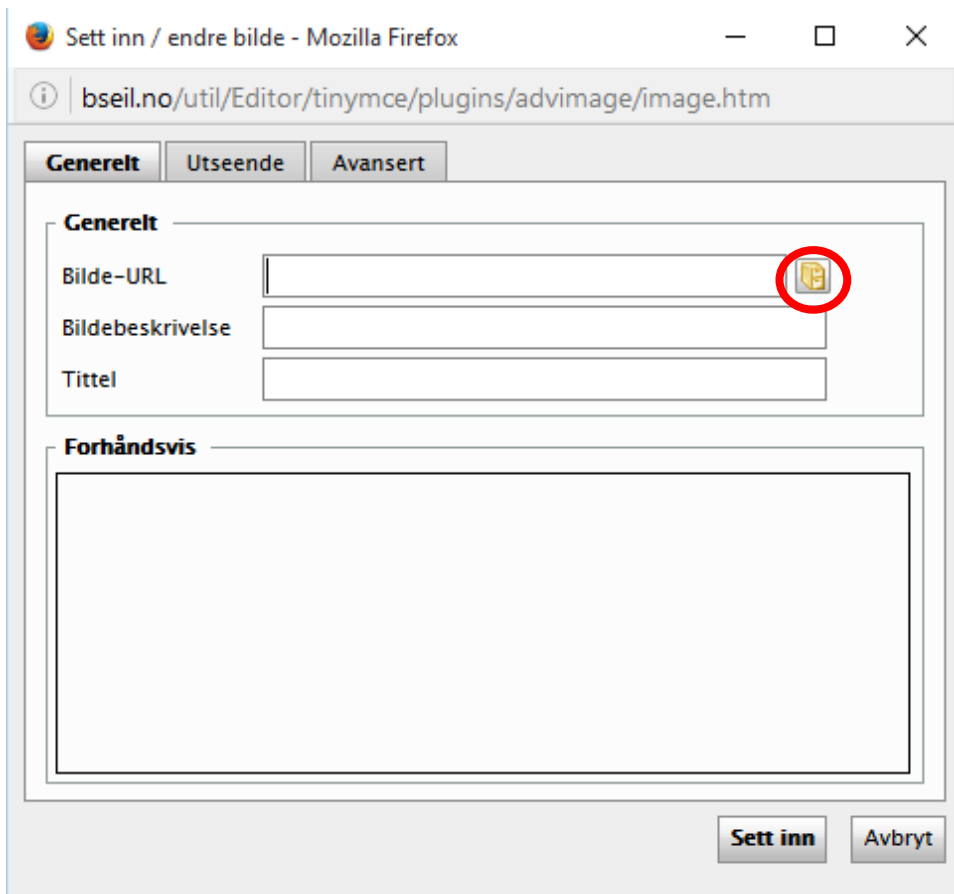 Sett inn / endre bilde - Mozilla Firefox
bseil.no/util/Editor/tinymce/plugins/advimage/image.htm
Generelt Utseende Avansert
Generelt
Bilde-URL
Bildebeskrivelse
Tittel
Forhåndsvis
Sett inn Avbryt